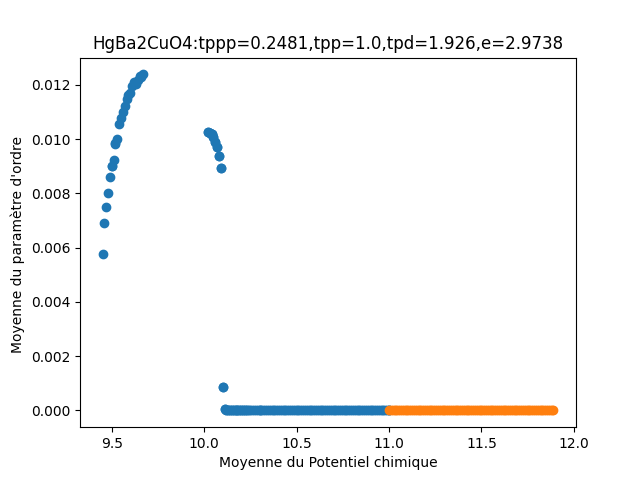 HgBa2CuO4:tppp=0.2481,tpp=1.0,tpd=1.926,e=2.9738
Moyenne du paramètre d'ordre
0.012
0.010
0.008
0.006
0.004
0.002
0.000
9.5 10.0 10.5 11.0 11.5 12.0
Moyenne du Potentiel chimique